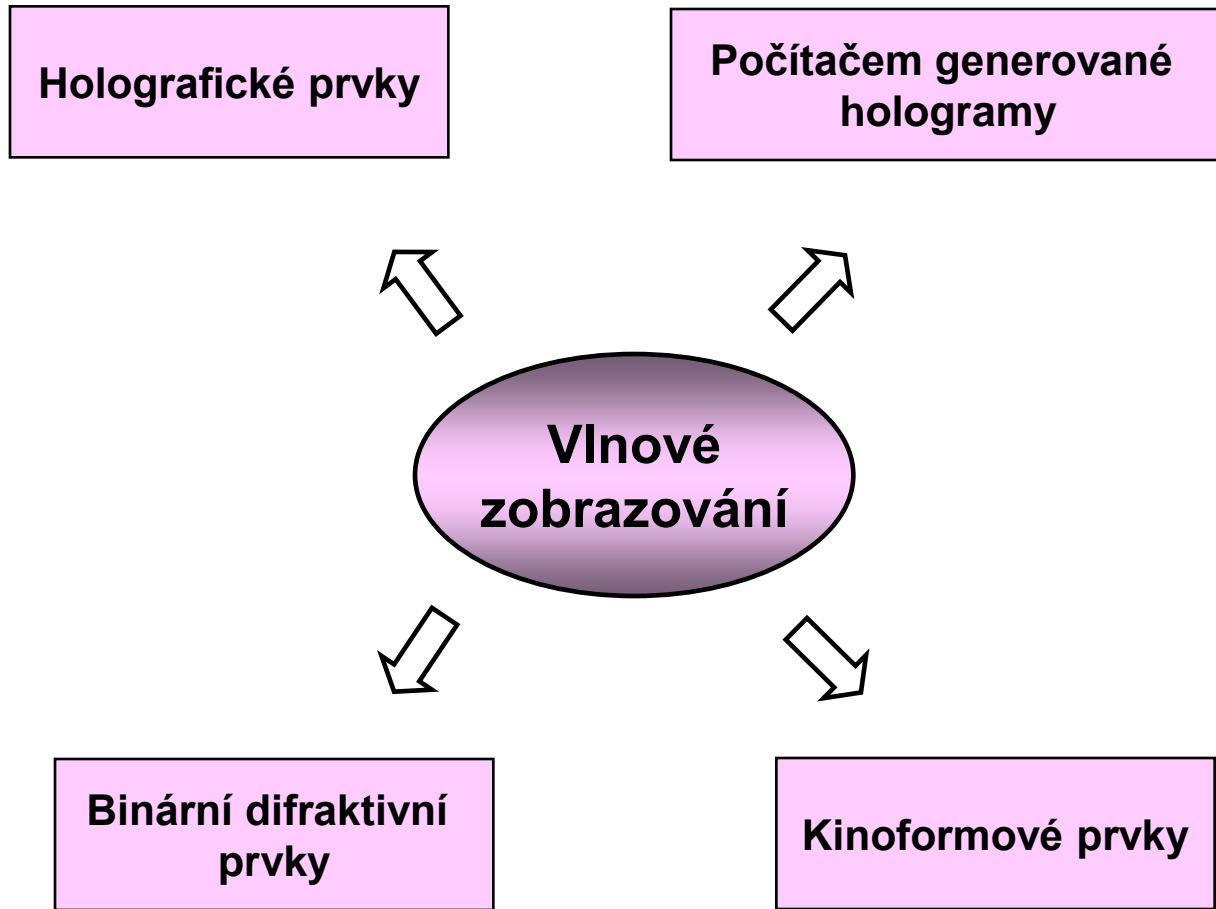 Holografické prvky
Počítačem generované
hologramy
Vlnové
zobrazování
Binární difraktivní
prvky
Kinoformové prvky